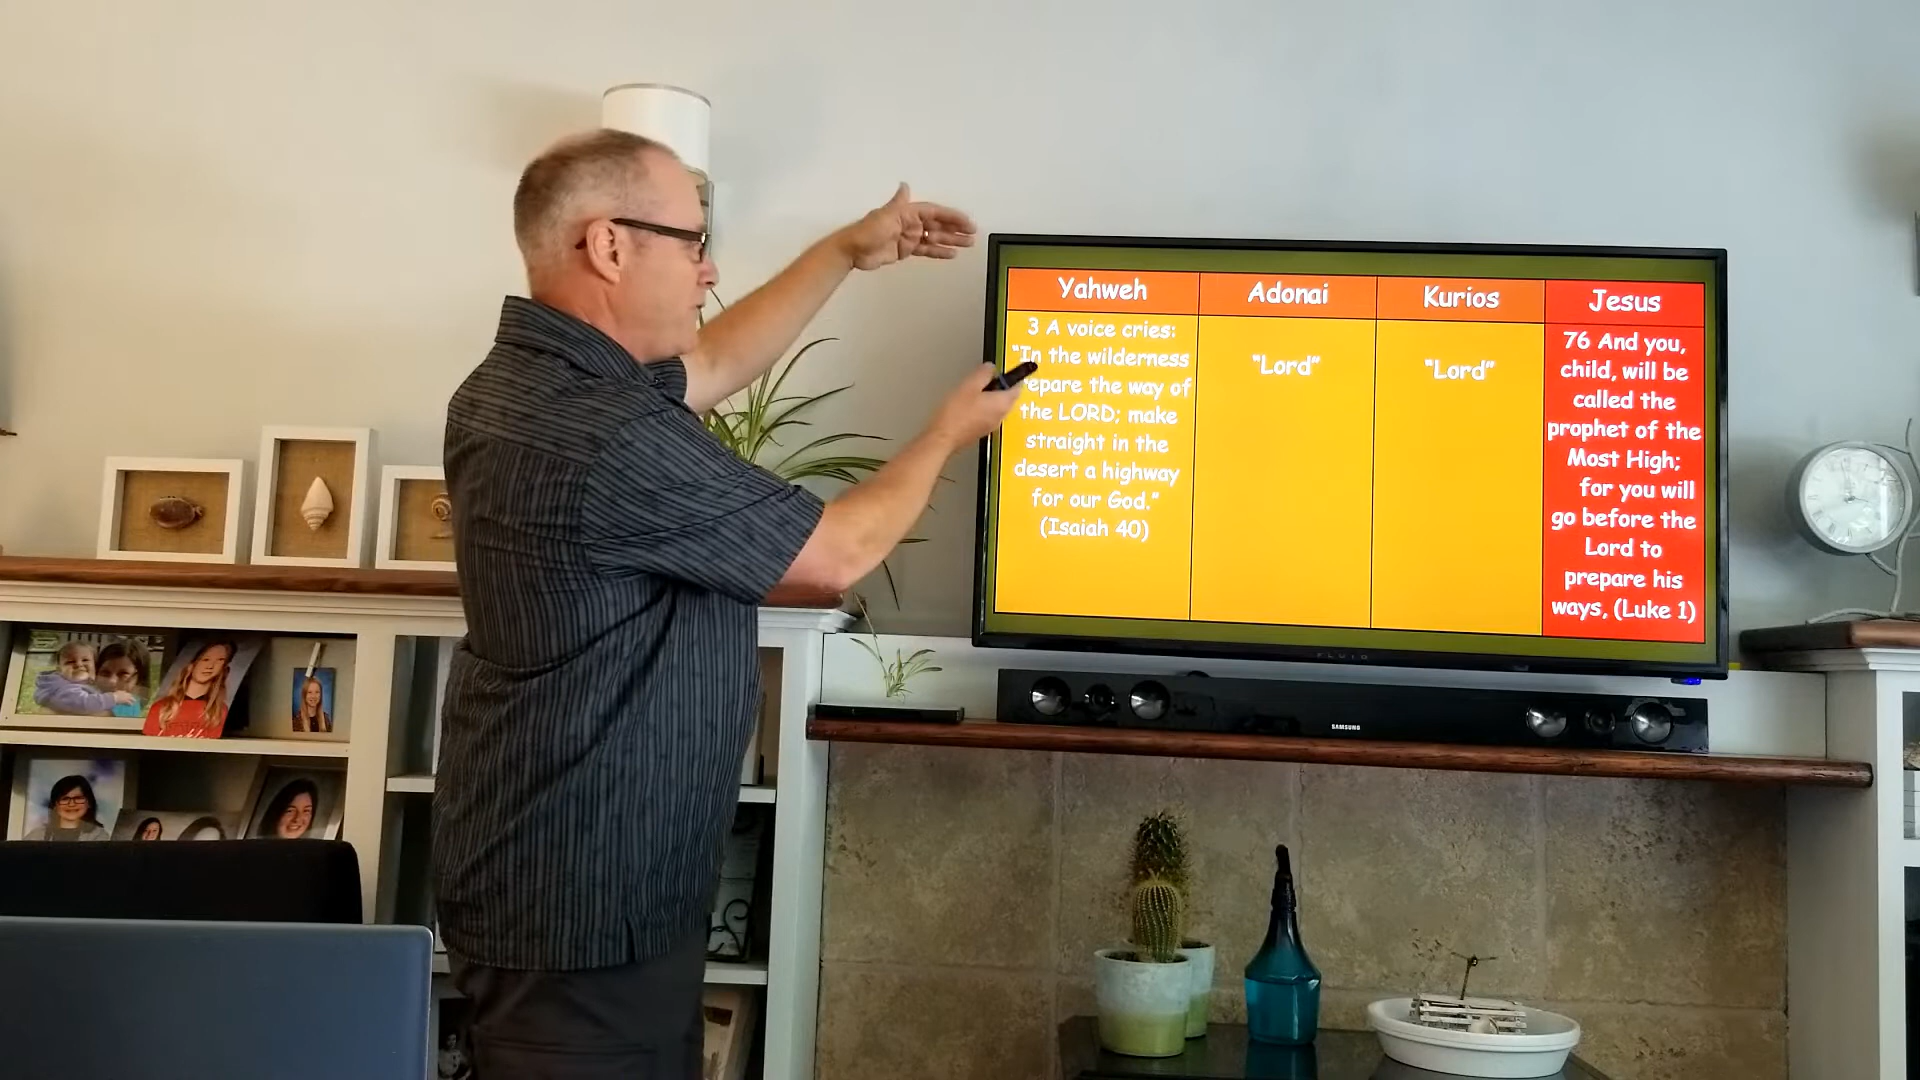 Yahweh
Adonai
Kurios
Jesus
3 A voice cries:
"In the wilderness
epare the way of
the LORD; make
straight in the
desert a highway
for our God."
(Isaiah 40)
"Lord"
"Lord"
76 And you,
child, will be
called the
prophet of the
Most High;
for you will
go before the
Lord to
prepare his
ways, (Luke 1)
FLUID
SAMSUNG